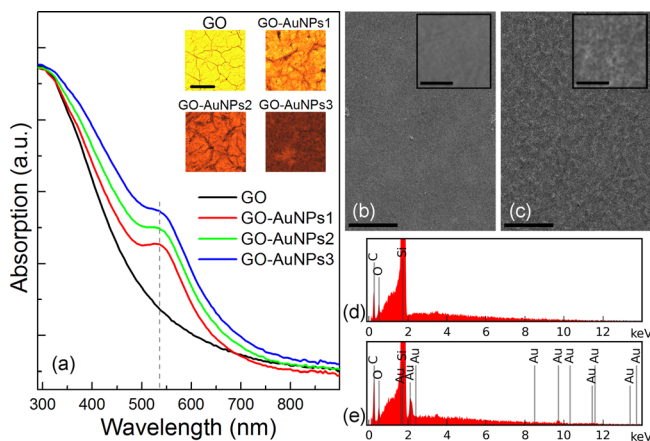 GO
GO-AuNPs1
GO-AuNPs2
GO-AuNPs3
Absorption (a.u.)
GO
GO-AuNPs1
GO-AuNPs2
GO-AuNPs3
(a)
300 400 500 600 700 800
Wavelength (nm)
(b)
(c)
C
O
Si
(d)
0 2 4 6 8 10 12
keV
C
O
Au
Si
Au
Au
Au
Au
Au
Au
Au
Au
Au
(e)
0 2 4 6 8 10 12
keV